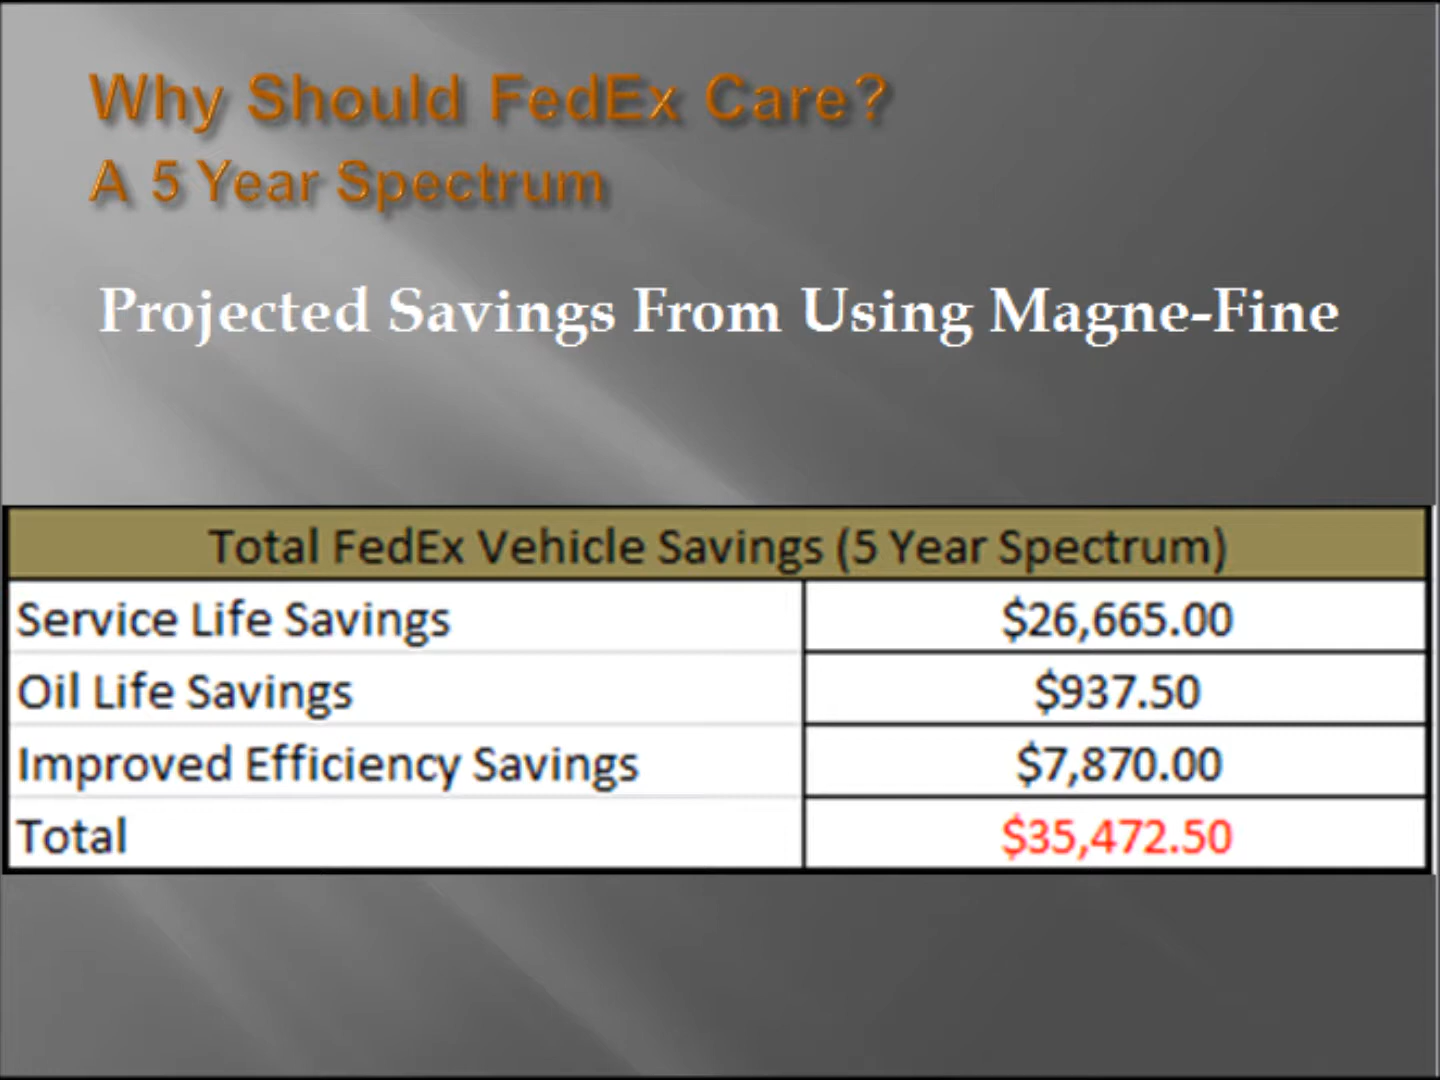 Why Should FedEx Care?
A 5 Year Spectrum
Projected Savings From Using Magne-Fine
Total FedEx Vehicle Savings (5 Year Spectrum)
Service Life Savings $26,665.00
Oil Life Savings $937.50
Improved Efficiency Savings $7,870.00
Total $35,472.50